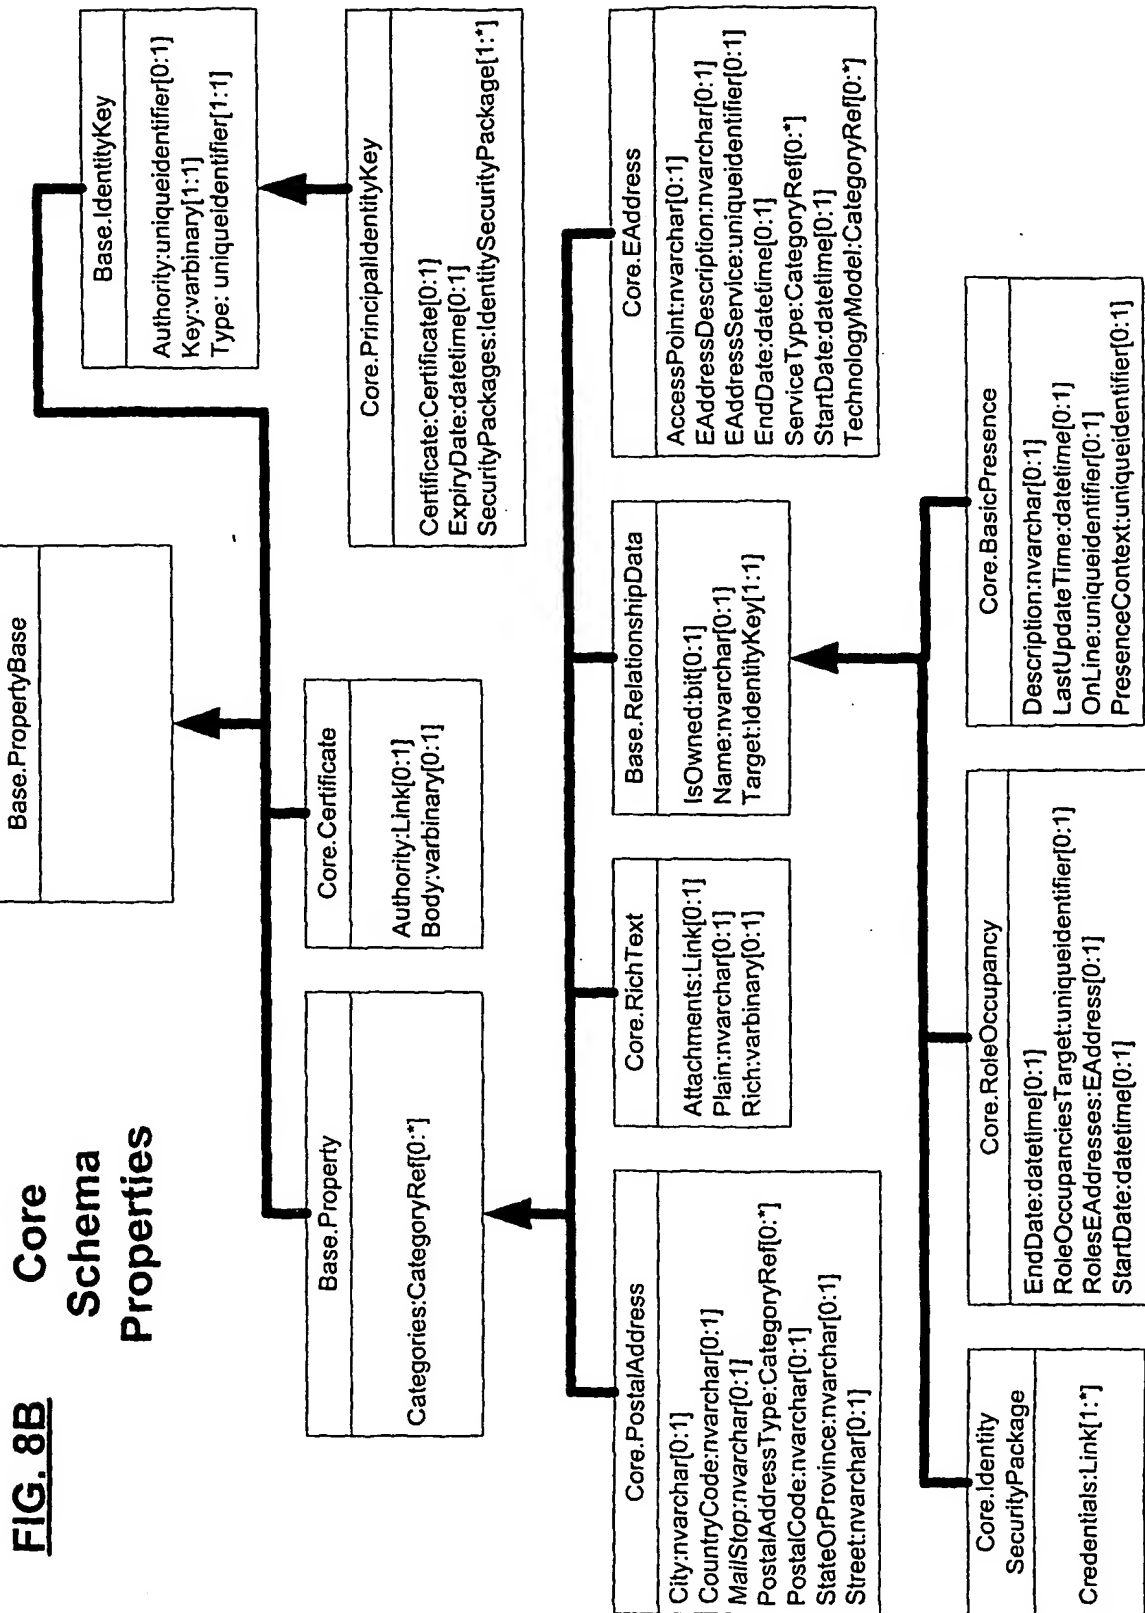 FIG. 8B
Core
Schema
Properties
Base.PropertyBase
Base.Property
Categories:CategoryRef[0:*]
Core.Certificate
Authority:Link[0:1]
Body:varbinary[0:1]
Base.IdentityKey
Authority:uniqueidentifier[0:1]
Key:varbinary[1:1]
Type: uniqueidentifier[1:1]
Core.PrincipalIdentityKey
Certificate:Certificate[0:1]
ExpiryDate:datetime[0:1]
SecurityPackages:IdentitySecurityPackage[1:*]
Core.PostalAddress
City:nvarchar[0:1]
CountryCode:nvarchar[0:1]
MailStop:nvarchar[0:1]
PostalAddressType:CategoryRef[0:*]
PostalCode:nvarchar[0:1]
StateOrProvince:nvarchar[0:1]
Street:nvarchar[0:1]
Core.RichText
Attachments:Link[0:1]
Plain:nvarchar[0:1]
Rich:varbinary[0:1]
Base.RelationshipData
IsOwned:bit[0:1]
Name:nvarchar[0:1]
Target:IdentityKey[1:1]
Core.EAddress
AccessPoint:nvarchar[0:1]
EAddressDescription:nvarchar[0:1]
EAddressService:uniqueidentifier[0:1]
EndDate:datetime[0:1]
ServiceType:CategoryRef[0:*]
StartDate:datetime[0:1]
TechnologyModel:CategoryRef[0:*]
Core.Identity
SecurityPackage
Credentials:Link[1:*]
Core.RoleOccupancy
EndDate:datetime[0:1]
RoleOccupanciesTarget:uniqueidentifier[0:1]
RolesEAddresses:EAddress[0:1]
StartDate:datetime[0:1]
Core.BasicPresence
Description:nvarchar[0:1]
LastUpdateTime:datetime[0:1]
OnLine:uniqueidentifier[0:1]
PresenceContext:uniqueidentifier[0:1]